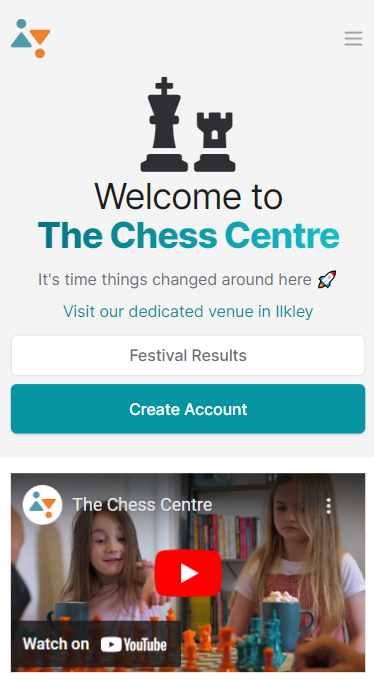 Welcome to
The Chess Centre
It's time things changed around here 🚀
Visit our dedicated venue in Ilkley
Festival Results
Create Account
The Chess Centre
Watch on YouTube